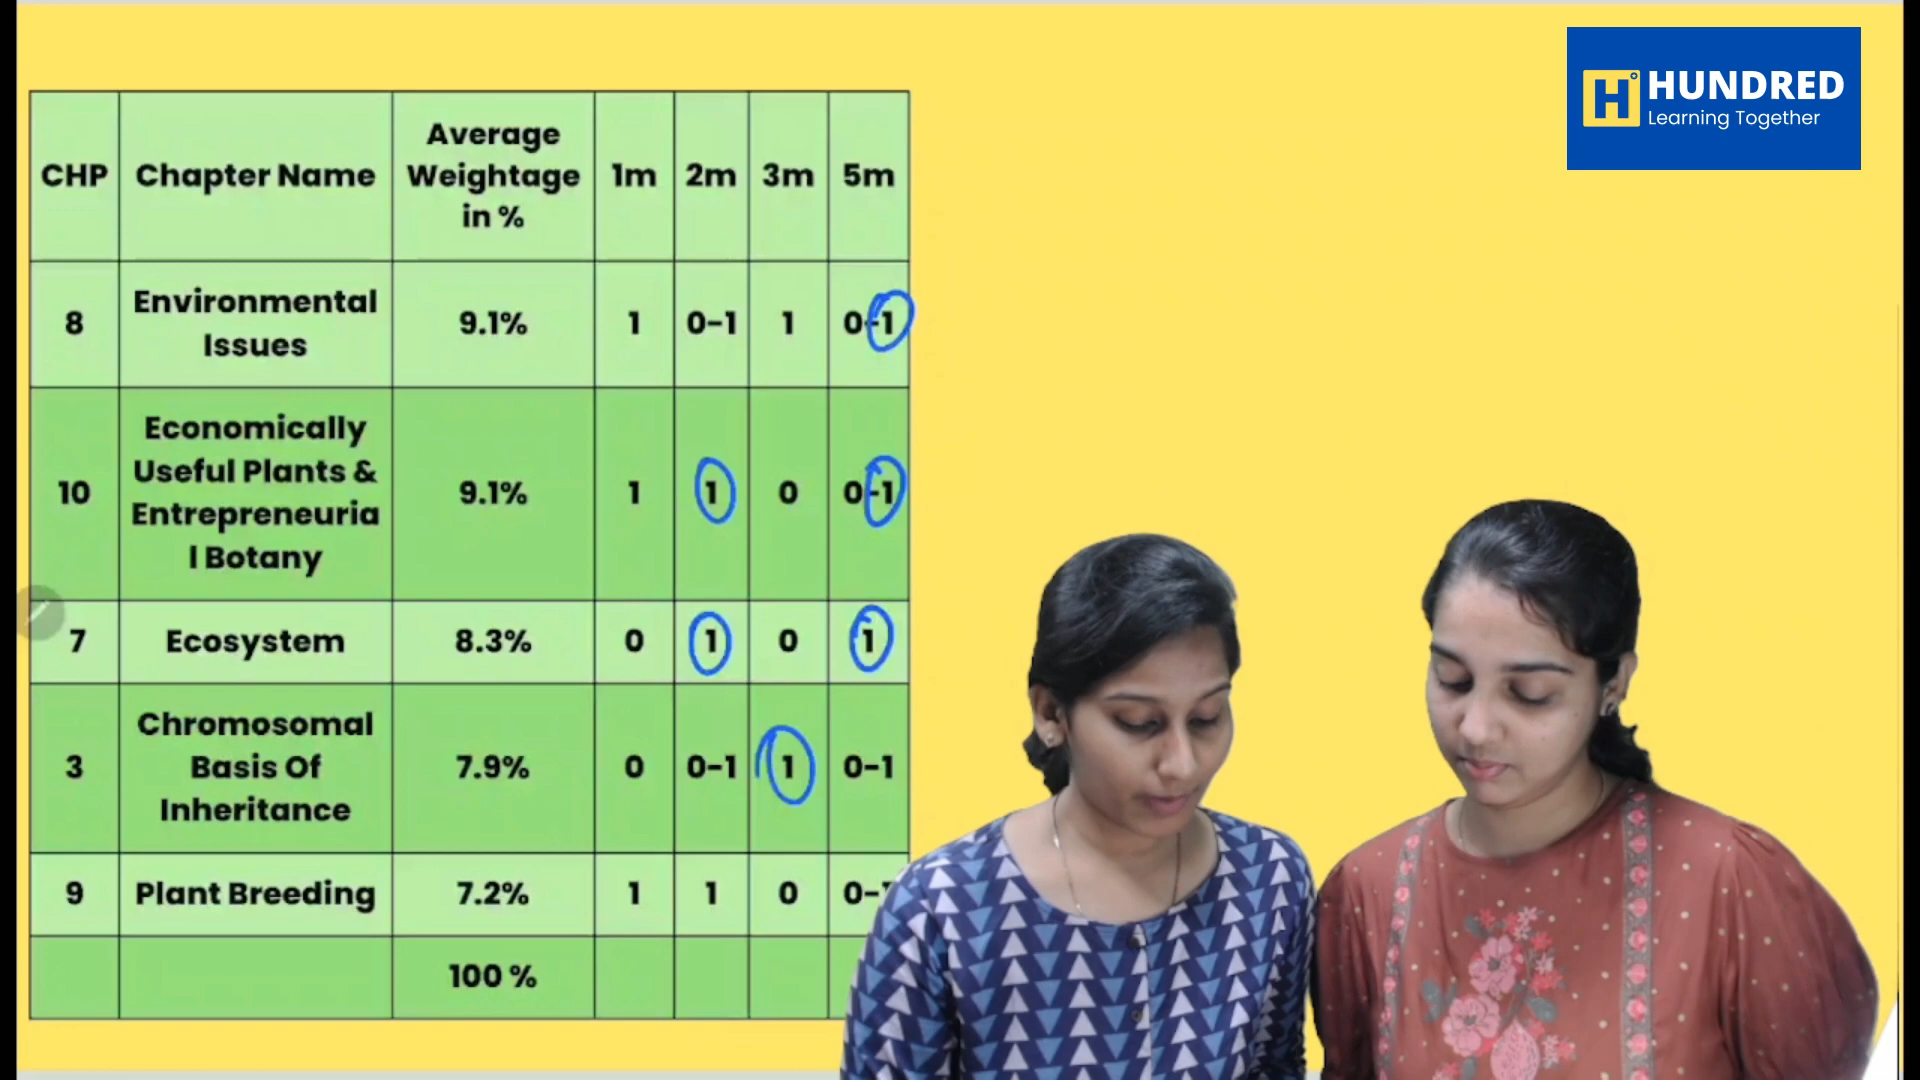 HUNDRED
Learning Together
CHP Chapter Name Average Weightage in % 1m 2m 3m 5m
8 Environmental Issues 9.1% 1 0-1 1 0-1
10 Economically Useful Plants & Entrepreneuria l Botany 9.1% 1 1 0 0-1
7 Ecosystem 8.3% 0 1 0 1
3 Chromosomal Basis Of Inheritance 7.9% 0 0-1 1 0-1
9 Plant Breeding 7.2% 1 1 0 0-
100 %